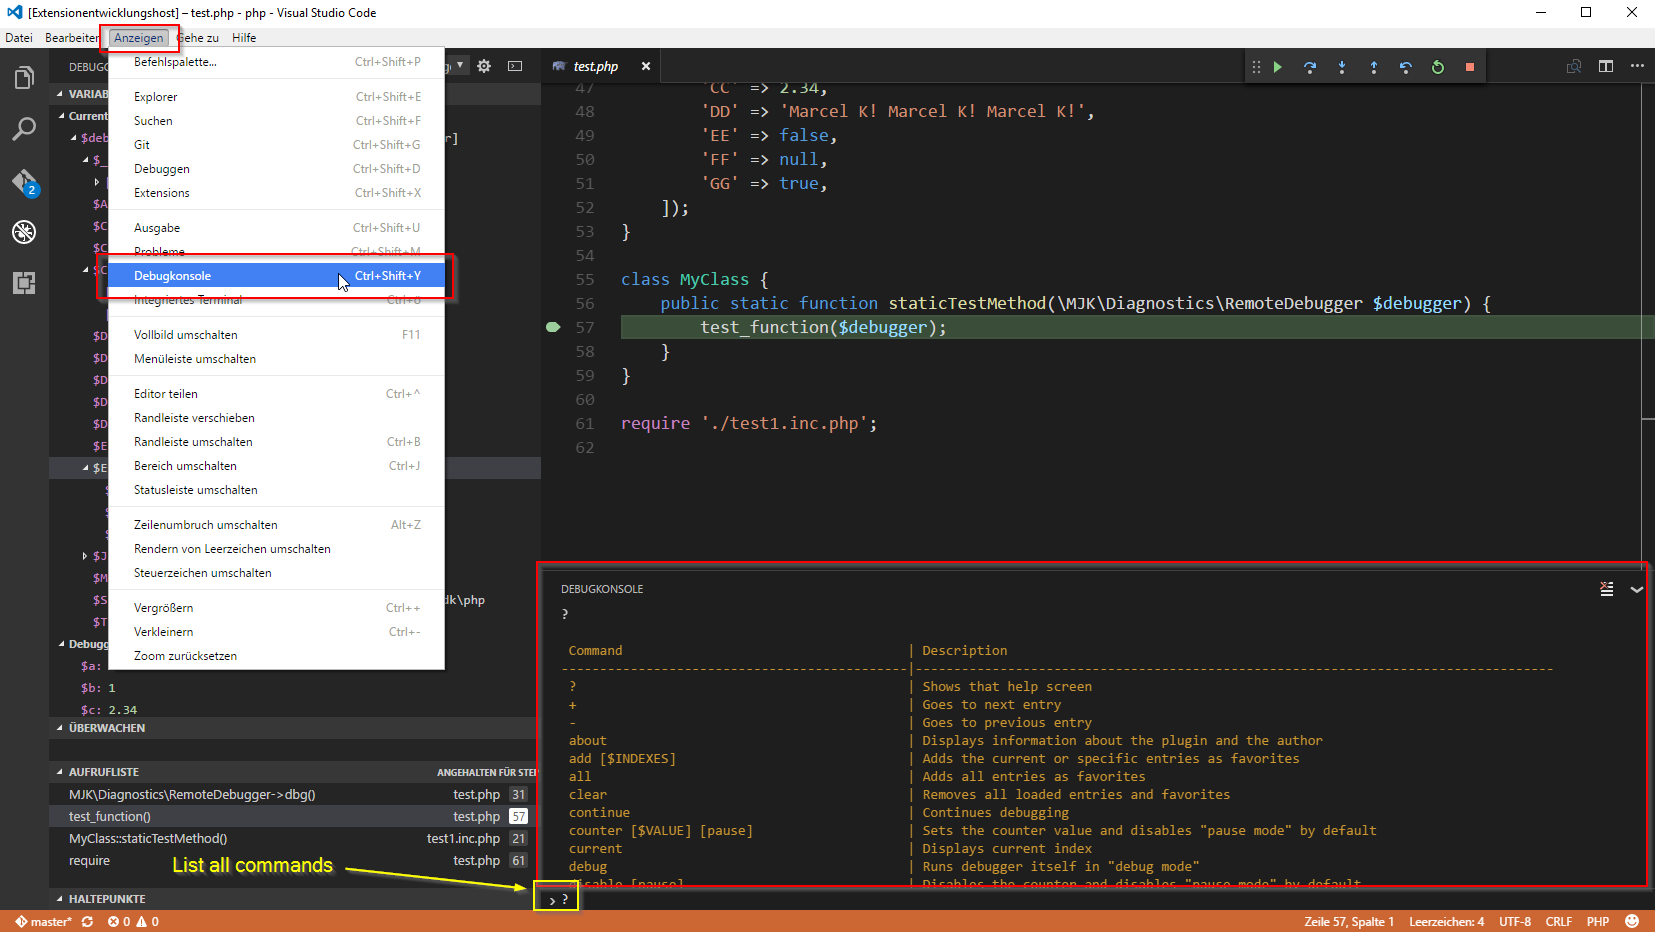 [Extensionentwicklungshost] – test.php - php - Visual Studio Code
Datei Bearbeiten Anzeigen Gehe zu Hilfe
Befehlspalette... Ctrl+Shift+P
Explorer Ctrl+Shift+E
Suchen Ctrl+Shift+F
Git Ctrl+Shift+G
Debuggen Ctrl+Shift+D
Extensions Ctrl+Shift+X
Ausgabe Ctrl+Shift+U
Probleme Ctrl+Shift+M
Debugkonsole Ctrl+Shift+Y
Integriertes Terminal Ctrl+ö
Vollbild umschalten F11
Menüleiste umschalten
Editor teilen Ctrl+^
Randleiste verschieben
Randleiste umschalten Ctrl+B
Bereich umschalten Ctrl+J
Statusleiste umschalten
Zeilenumbruch umschalten Alt+Z
Rendern von Leerzeichen umschalten
Steuerzeichen umschalten
Vergrößern Ctrl++
Verkleinern Ctrl+-
Zoom zurücksetzen
DEBUGG
VARIAB
Current
$deb r]
$_
$A
$C
$C
$C
$D
$D
$D
$D
$D
$E
$E
$J
$M
$S dk\php
$T
Debugg
$a:
$b: 1
$c: 2.34
ÜBERWACHEN
AUFRUFLISTE ANGEHALTEN FÜR STEP
MJK\Diagnostics\RemoteDebugger->dbg() test.php 31
test_function() test.php 57
MyClass::staticTestMethod() test1.inc.php 21
require test.php 61
List all commands
HALTEPUNKTE
2
test.php
47 'CC' => 2.34,
48 'DD' => 'Marcel K! Marcel K! Marcel K!',
49 'EE' => false,
50 'FF' => null,
51 'GG' => true,
52 ]);
53 }
54
55 class MyClass {
56 public static function staticTestMethod(\MJK\Diagnostics\RemoteDebugger $debugger) {
57 test_function($debugger);
58 }
59 }
60
61 require './test1.inc.php';
62
DEBUGKONSOLE
?
Command | Description
? | Shows that help screen
+ | Goes to next entry
- | Goes to previous entry
about | Displays information about the plugin and the author
add [$INDEXES] | Adds the current or specific entries as favorites
all | Adds all entries as favorites
clear | Removes all loaded entries and favorites
continue | Continues debugging
counter [$VALUE] [pause] | Sets the counter value and disables "pause mode" by default
current | Displays current index
debug | Runs debugger itself in "debug mode"
disable [pause] | Disables the counter and disables "pause mode" by default
> ?
master* 0 0 Zeile 57, Spalte 1 Leerzeichen: 4 UTF-8 CRLF PHP